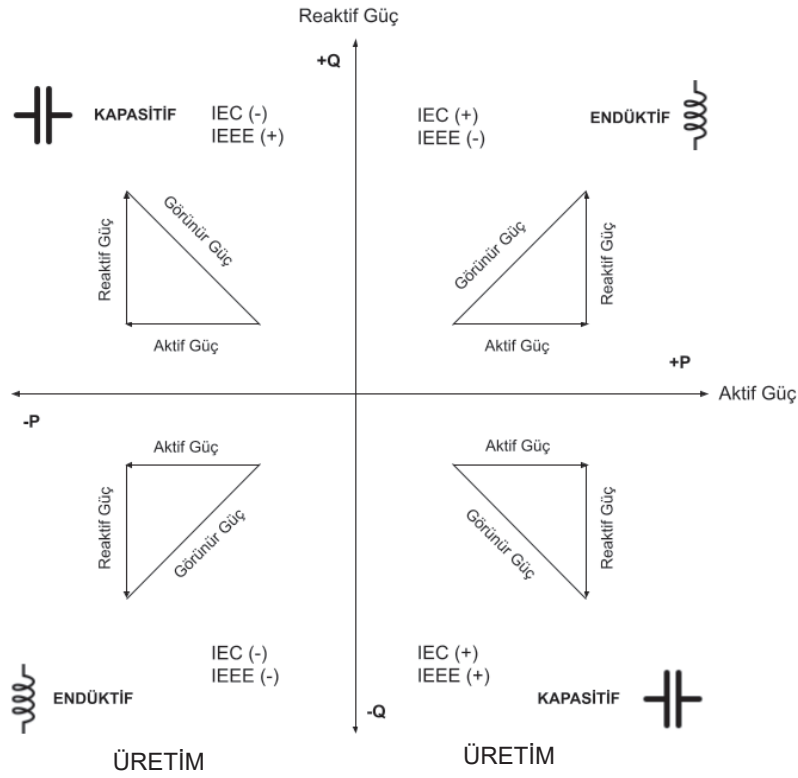 Reaktif Güç
+Q
KAPASİTİF
IEC (-)
IEEE (+)
IEC (+)
IEEE (-)
ENDÜKTİF
Reaktif Güç
Görünür Güç
Aktif Güç
Görünür Güç
Reaktif Güç
Aktif Güç
+P
Aktif Güç
-P
Aktif Güç
Reaktif Güç
Görünür Güç
Aktif Güç
Görünür Güç
Reaktif Güç
IEC (-)
IEEE (-)
IEC (+)
IEEE (+)
ENDÜKTİF
KAPASİTİF
-Q
ÜRETİM
ÜRETİM